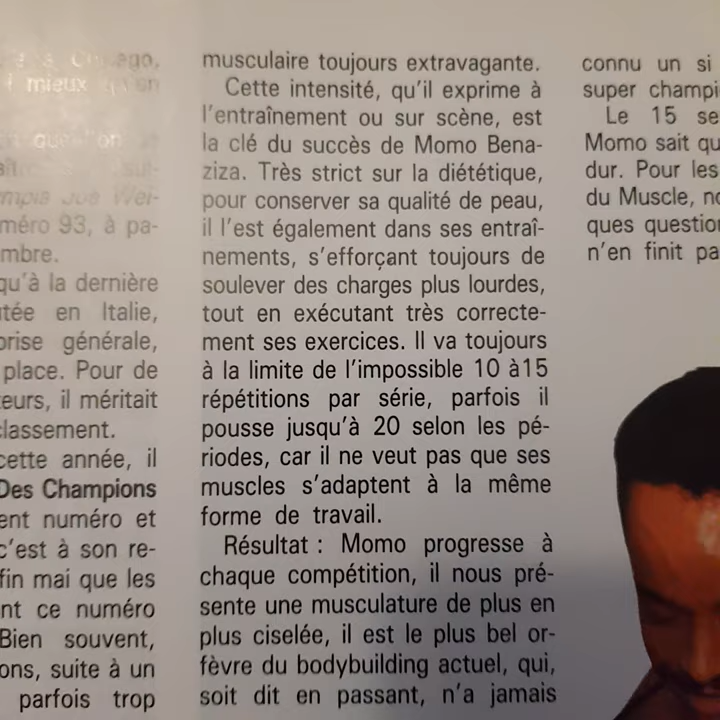 mieux
méro 93, à pa-
mbre.
qu'à la dernière
tée en Italie,
prise générale,
place. Pour de
teurs, il méritait
classement.
cette année, il
Des Champions
ent numéro et
c'est à son re-
fin mai que les
nt ce numéro
Bien souvent,
ons, suite à un
parfois trop
musculaire toujours extravagante.
Cette intensité, qu'il exprime à
l'entraînement ou sur scène, est
la clé du succès de Momo Bena-
ziza. Très strict sur la diététique,
pour conserver sa qualité de peau,
il l'est également dans ses entraî-
nements, s'efforçant toujours de
soulever des charges plus lourdes,
tout en exécutant très correcte-
ment ses exercices. Il va toujours
à la limite de l'impossible 10 à15
répétitions par série, parfois il
pousse jusqu'à 20 selon les pé-
riodes, car il ne veut pas que ses
muscles s'adaptent à la même
forme de travail.
Résultat : Momo progresse à
chaque compétition, il nous pré-
sente une musculature de plus en
plus ciselée, il est le plus bel or-
fèvre du bodybuilding actuel, qui,
soit dit en passant, n'a jamais
connu un si
super champi
Le 15 se
Momo sait qu
dur. Pour les
du Muscle, no
ques question
n'en finit pa